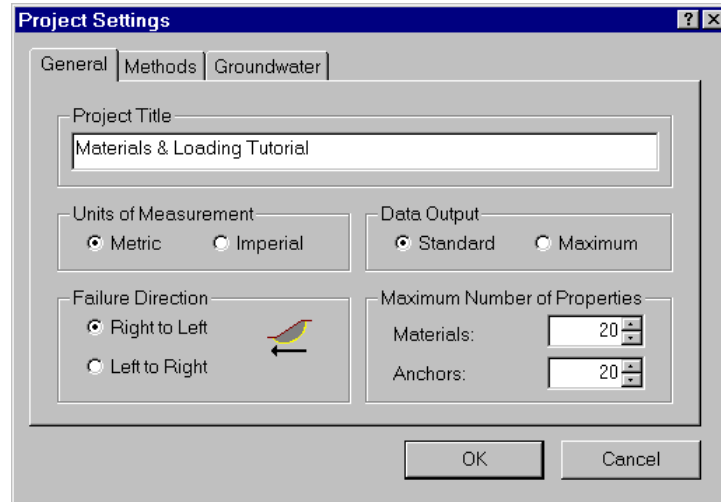 Project Settings
General Methods Groundwater
Project Title
Materials & Loading Tutorial
Units of Measurement
Metric Imperial
Data Output
Standard Maximum
Failure Direction
Right to Left
Left to Right
Maximum Number of Properties
Materials: 20
Anchors: 20
OK Cancel